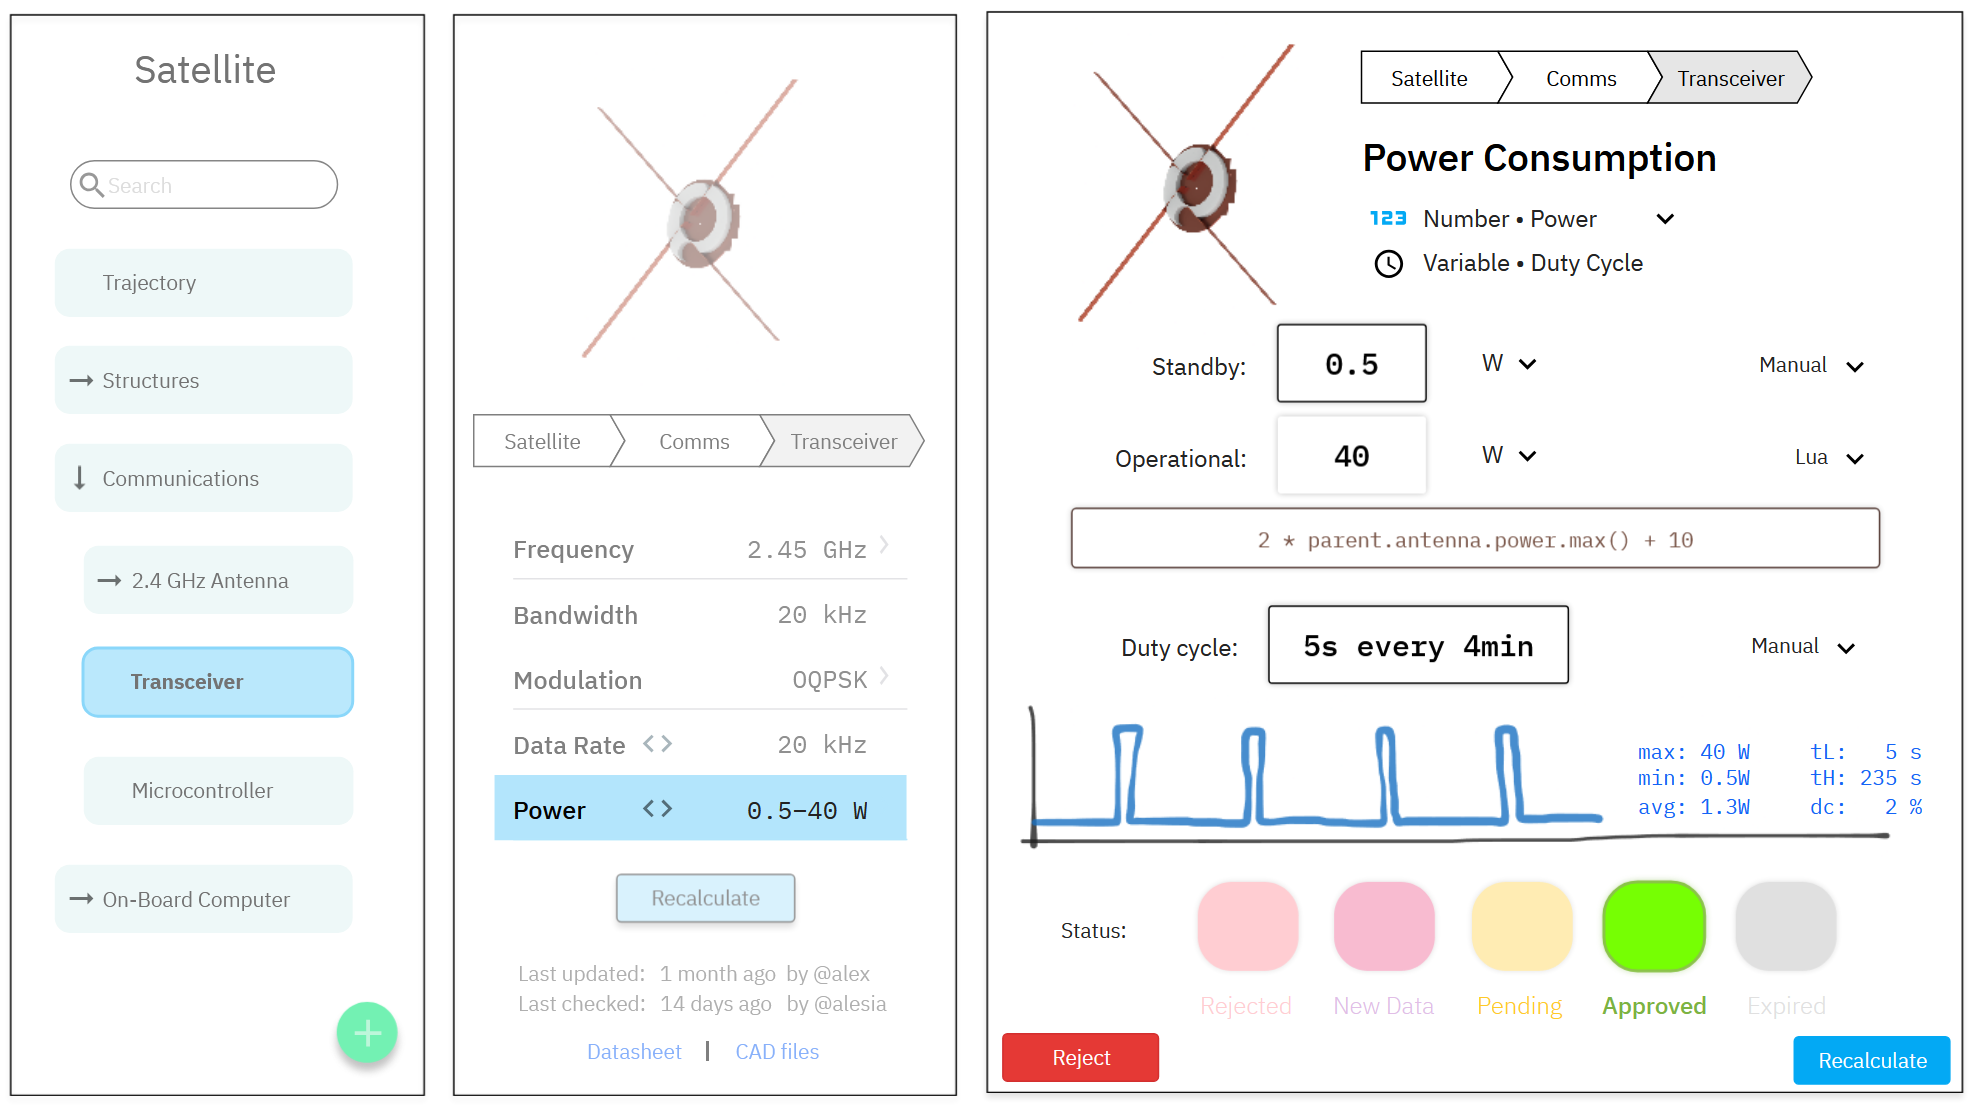 Satellite
Search
Trajectory
→ Structures
↓ Communications
→ 2.4 GHz Antenna
Transceiver
Microcontroller
→ On-Board Computer
+
Satellite Comms Transceiver
Frequency 2.45 GHz >
Bandwidth 20 kHz
Modulation OQPSK >
Data Rate <> 20 kHz
Power <> 0.5–40 W
Recalculate
Last updated: 1 month ago by @alex
Last checked: 14 days ago by @alesia
Datasheet | CAD files
Satellite Comms Transceiver
Power Consumption
123 Number • Power
Variable • Duty Cycle
Standby: 0.5 W Manual
Operational: 40 W Lua
2 * parent.antenna.power.max() + 10
Duty cycle: 5s every 4min Manual
max: 40 W tL: 5 s
min: 0.5W tH: 235 s
avg: 1.3W dc: 2 %
Status:
Rejected New Data Pending Approved Expired
Reject Recalculate